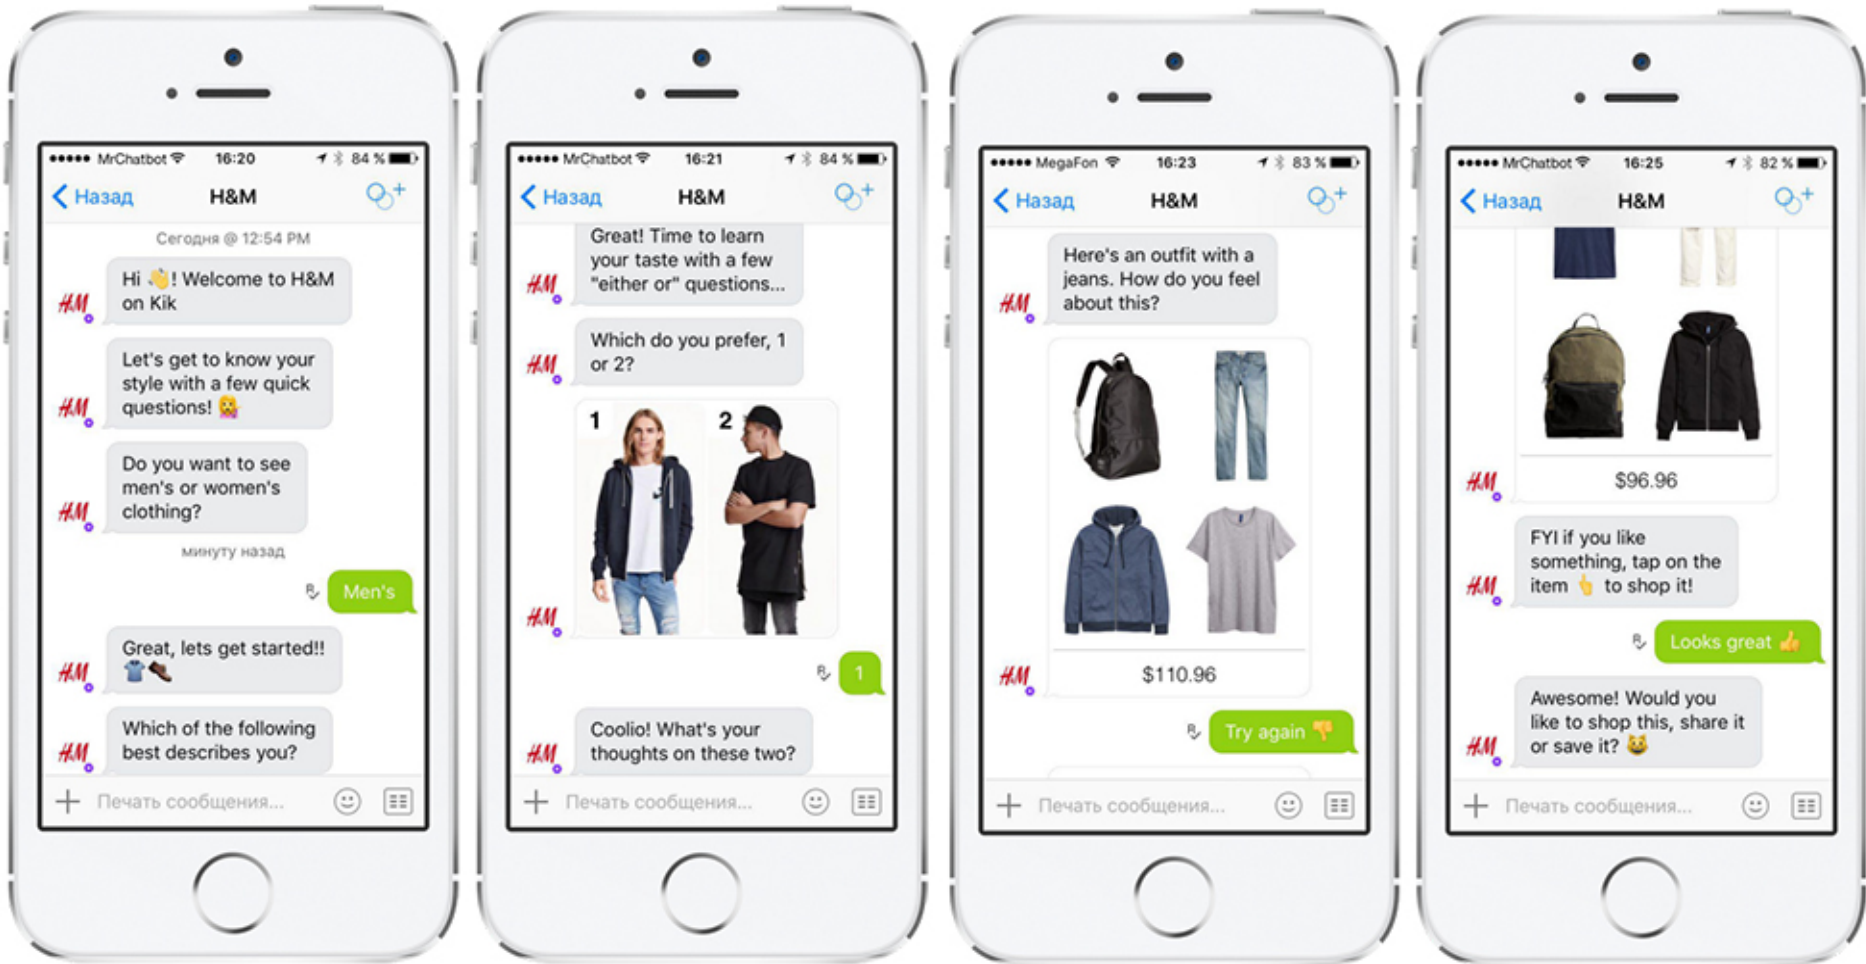 MrChatbot 16:20 84 %
Назад H&M
Сегодня @ 12:54 PM
Hi 👋! Welcome to H&M
on Kik
H&M
Let's get to know your
style with a few quick
questions! 💁
H&M
Do you want to see
men's or women's
clothing?
H&M
минуту назад
R Men's
Great, lets get started!!
👕👞
H&M
Which of the following
best describes you?
H&M
Печать сообщения...
MrChatbot 16:21 84 %
Назад H&M
Great! Time to learn
your taste with a few
"either or" questions...
H&M
Which do you prefer, 1
or 2?
H&M
1 2
H&M
R 1
Coolio! What's your
thoughts on these two?
H&M
Печать сообщения...
MegaFon 16:23 83 %
Назад H&M
Here's an outfit with a
jeans. How do you feel
about this?
H&M
$110.96
H&M
R Try again 👎
Печать сообщения...
MrChatbot 16:25 82 %
Назад H&M
$96.96
H&M
FYI if you like
something, tap on the
item 👆 to shop it!
H&M
R Looks great 👍
Awesome! Would you
like to shop this, share it
or save it? 😺
H&M
Печать сообщения...